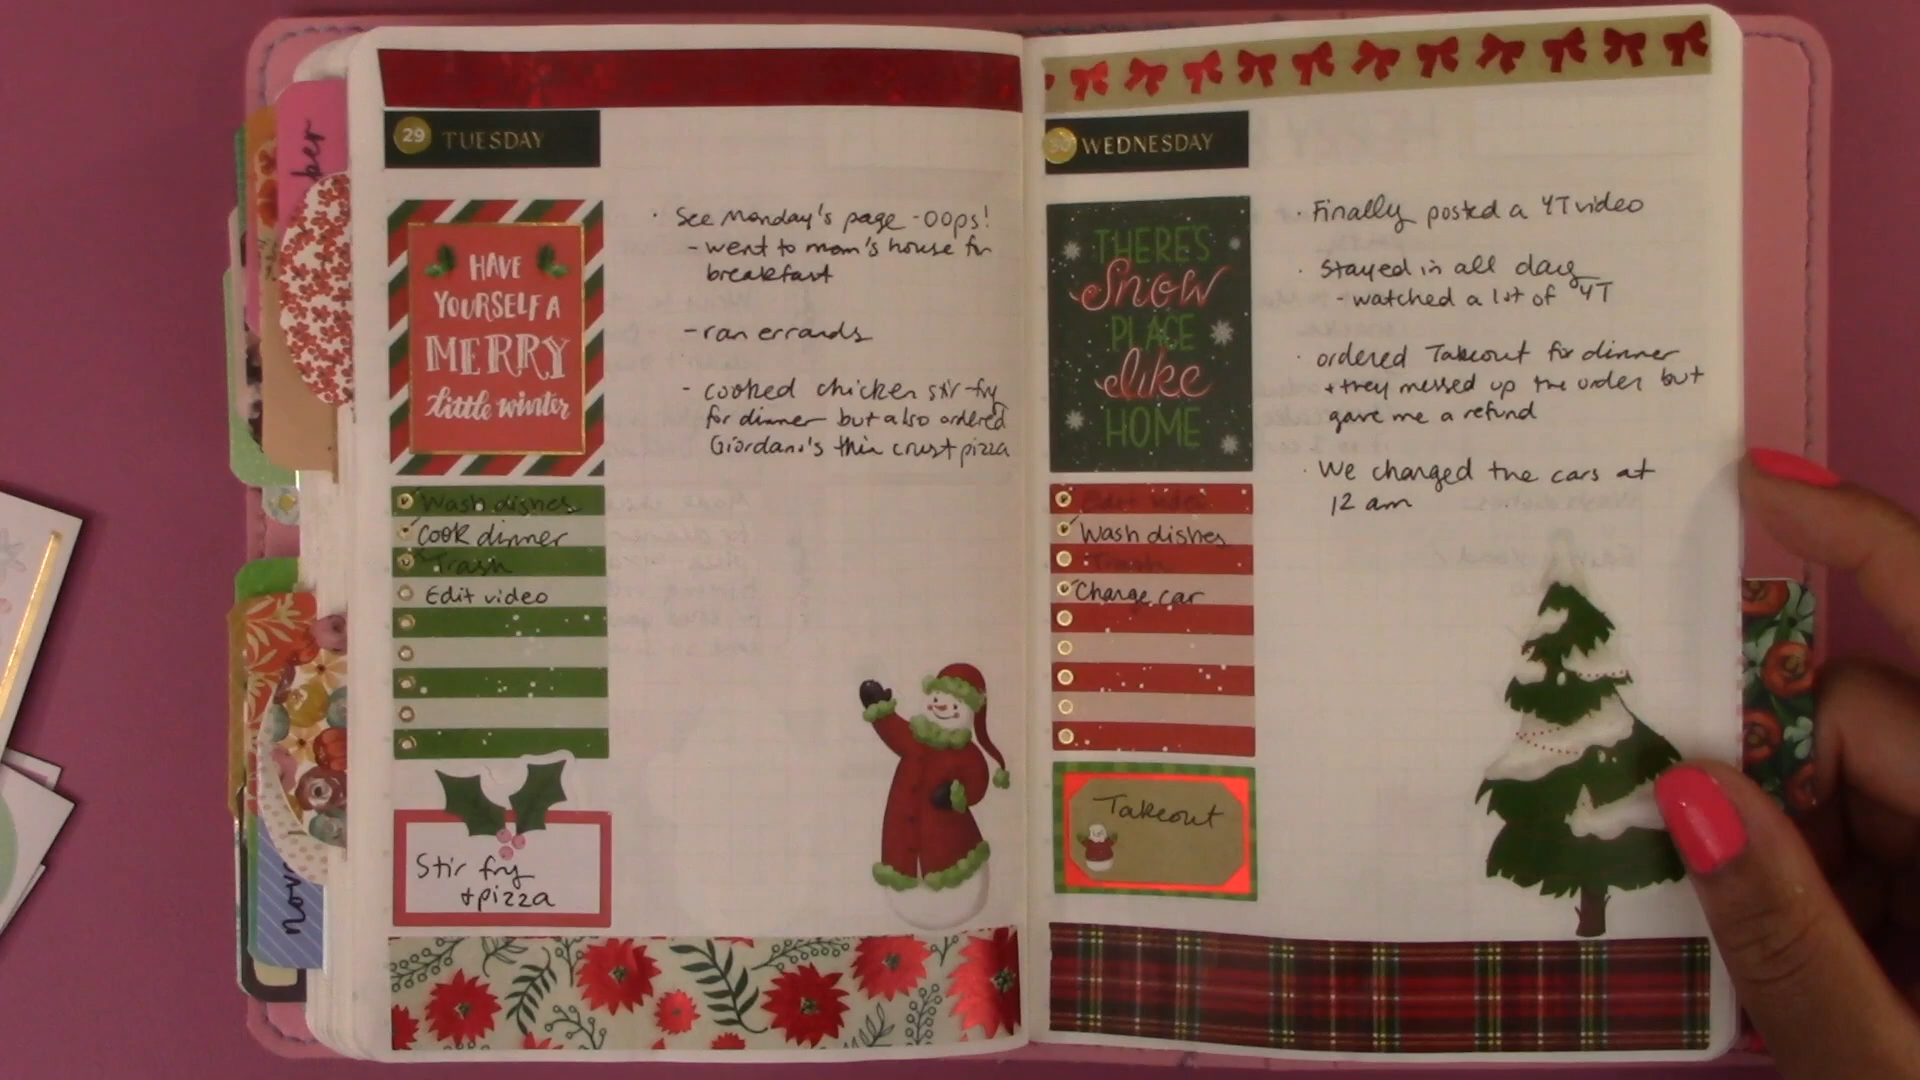 29 TUESDAY
HAVE
YOURSELF A
MERRY
little winter
· See Monday's page - Oops!
- went to mom's house for
breakfast
- ran errands
- cooked chicken stir-fry
for dinner but also ordered
Giordano's thin crust pizza
Wash dishes
Cook dinner
Trash
Edit video
Stir fry
+ pizza
30 WEDNESDAY
THERE'S
Snow
PLACE
like
HOME
· Finally posted a YT video
· Stayed in all day
- watched a lot of YT
· ordered Takeout for dinner
+ they messed up the order but
gave me a refund
· We changed the cars at
12 am
Edit video
Wash dishes
Trash
Change car
Takeout
ber
nov